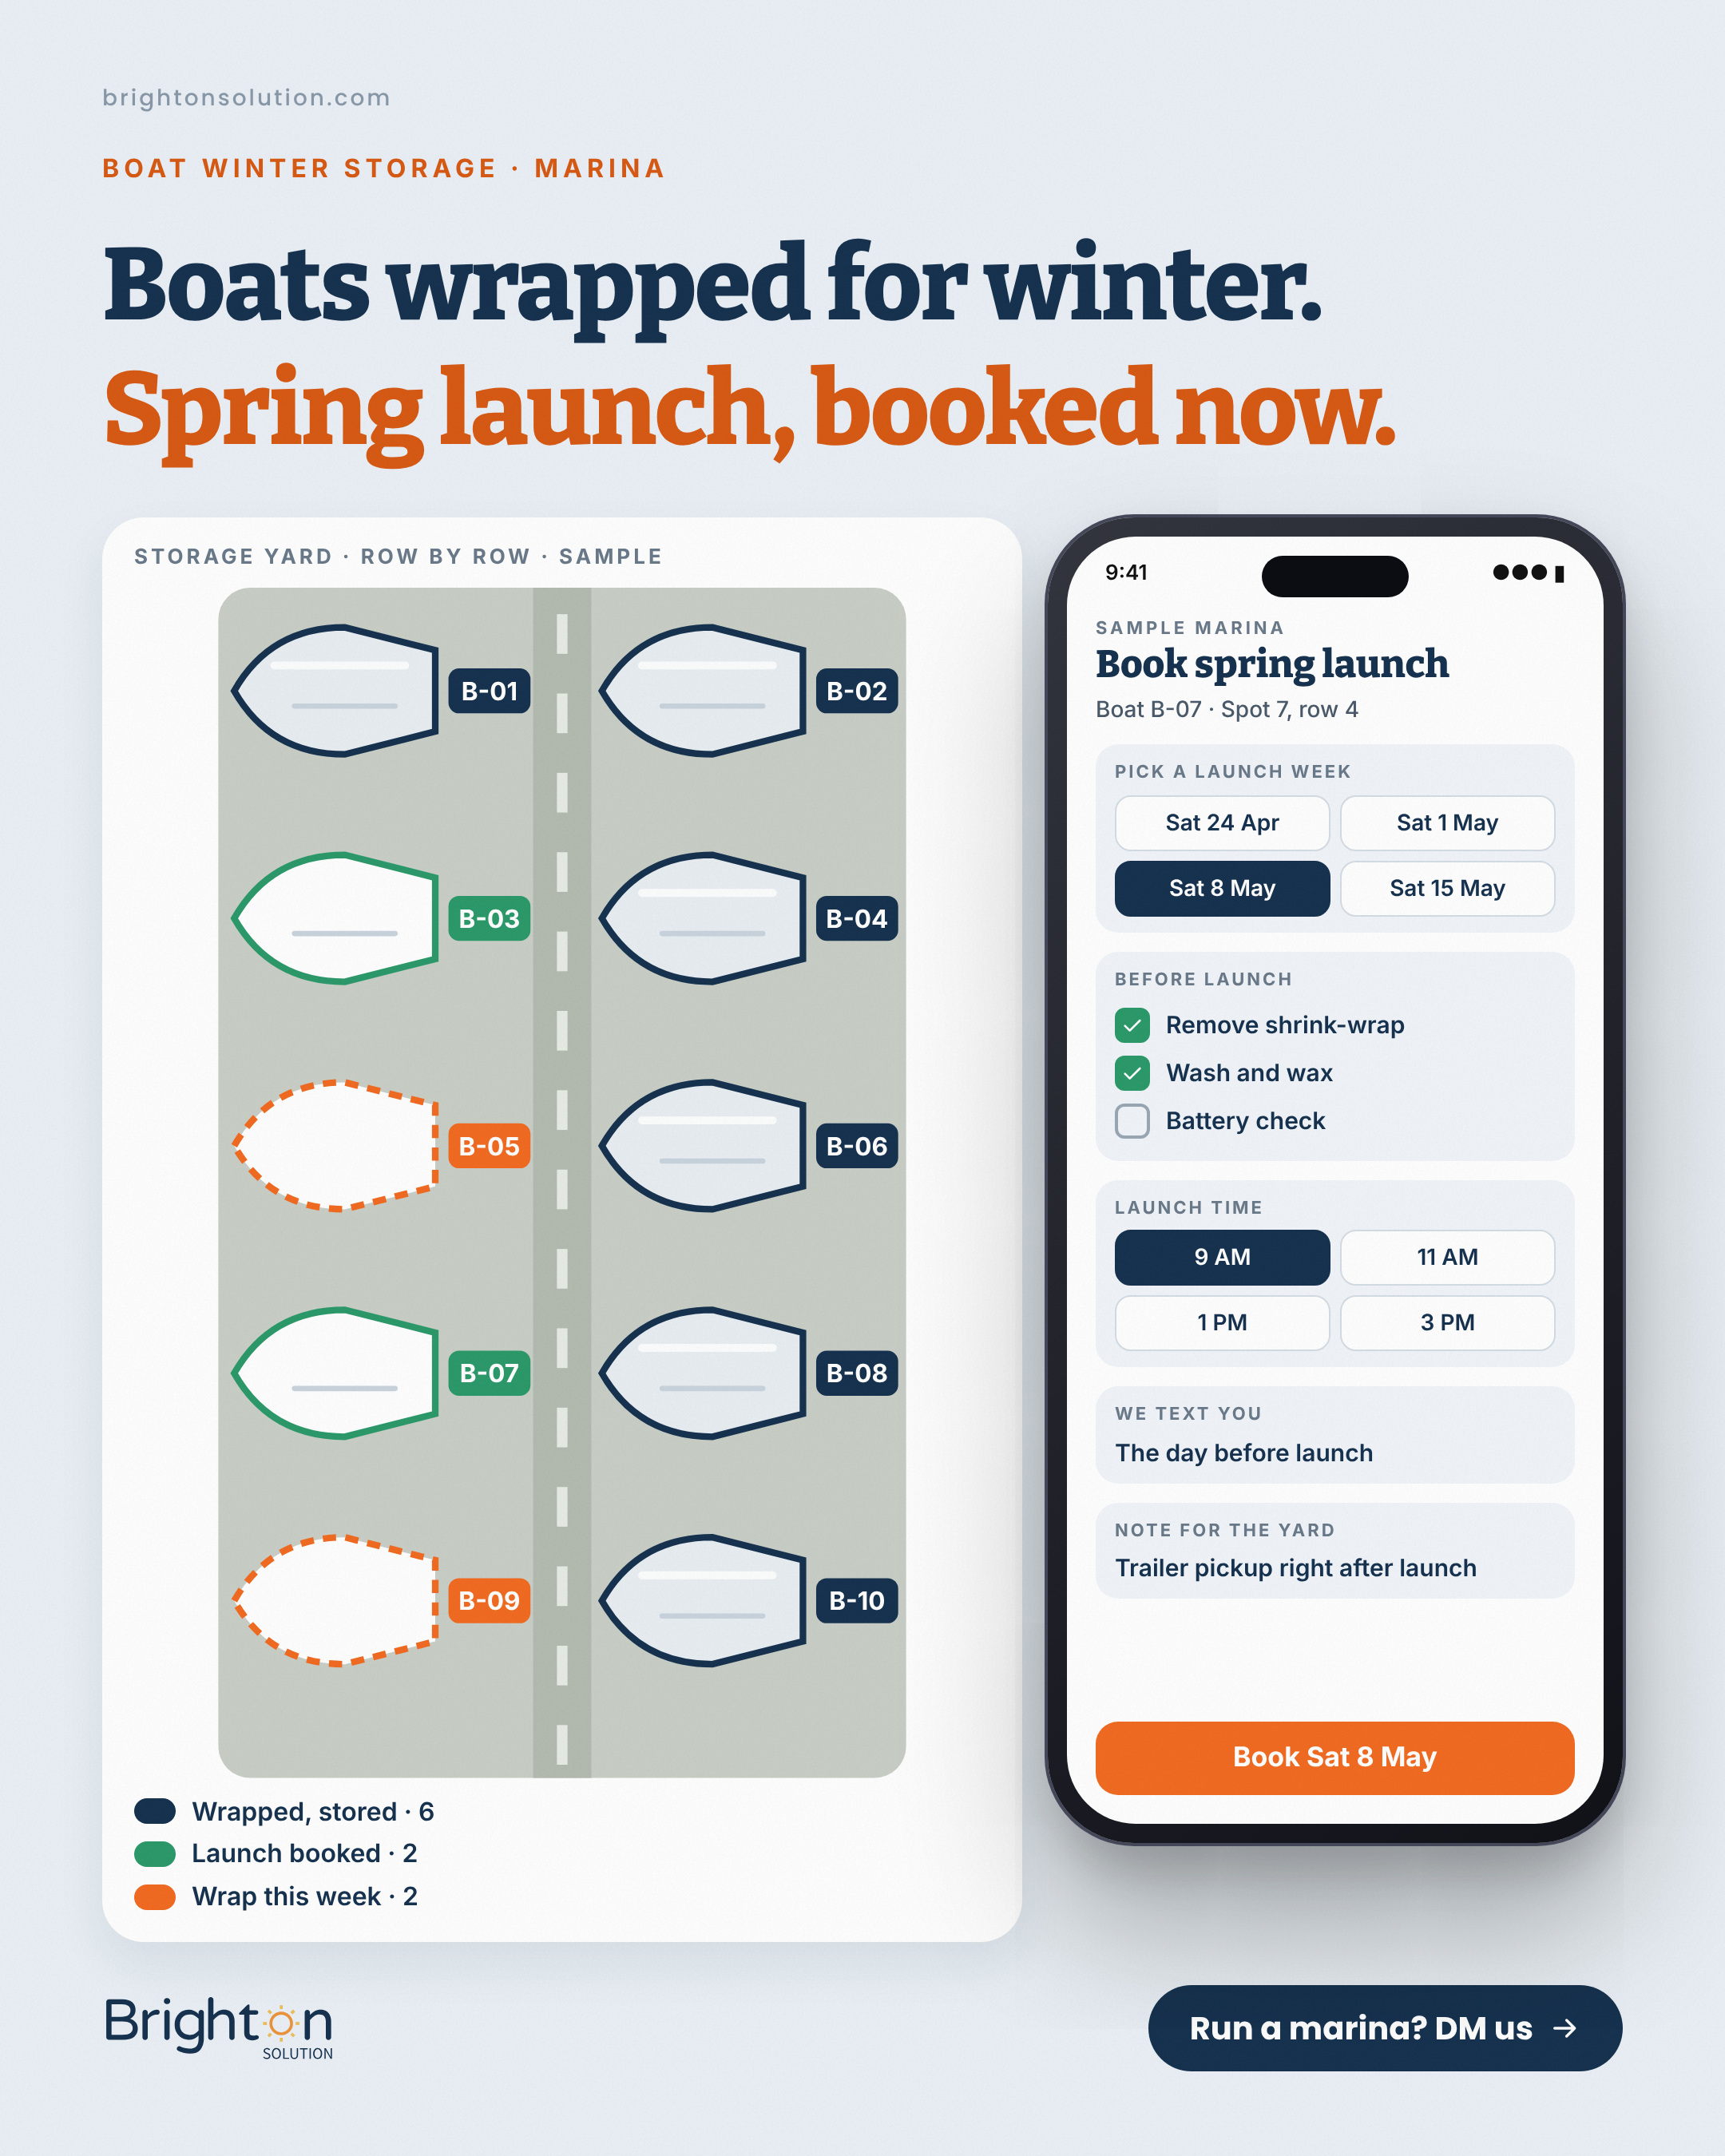 brightonsolution.com
BOAT WINTER STORAGE · MARINA
Boats wrapped for winter.
Spring launch, booked now.
STORAGE YARD · ROW BY ROW · SAMPLE
B-01
B-02
B-03
B-04
B-05
B-06
B-07
B-08
B-09
B-10
Wrapped, stored · 6
Launch booked · 2
Wrap this week · 2
9:41
SAMPLE MARINA
Book spring launch
Boat B-07 · Spot 7, row 4
PICK A LAUNCH WEEK
Sat 24 Apr
Sat 1 May
Sat 8 May
Sat 15 May
BEFORE LAUNCH
Remove shrink-wrap
Wash and wax
Battery check
LAUNCH TIME
9 AM
11 AM
1 PM
3 PM
WE TEXT YOU
The day before launch
NOTE FOR THE YARD
Trailer pickup right after launch
Book Sat 8 May
Brighton
SOLUTION
Run a marina? DM us →